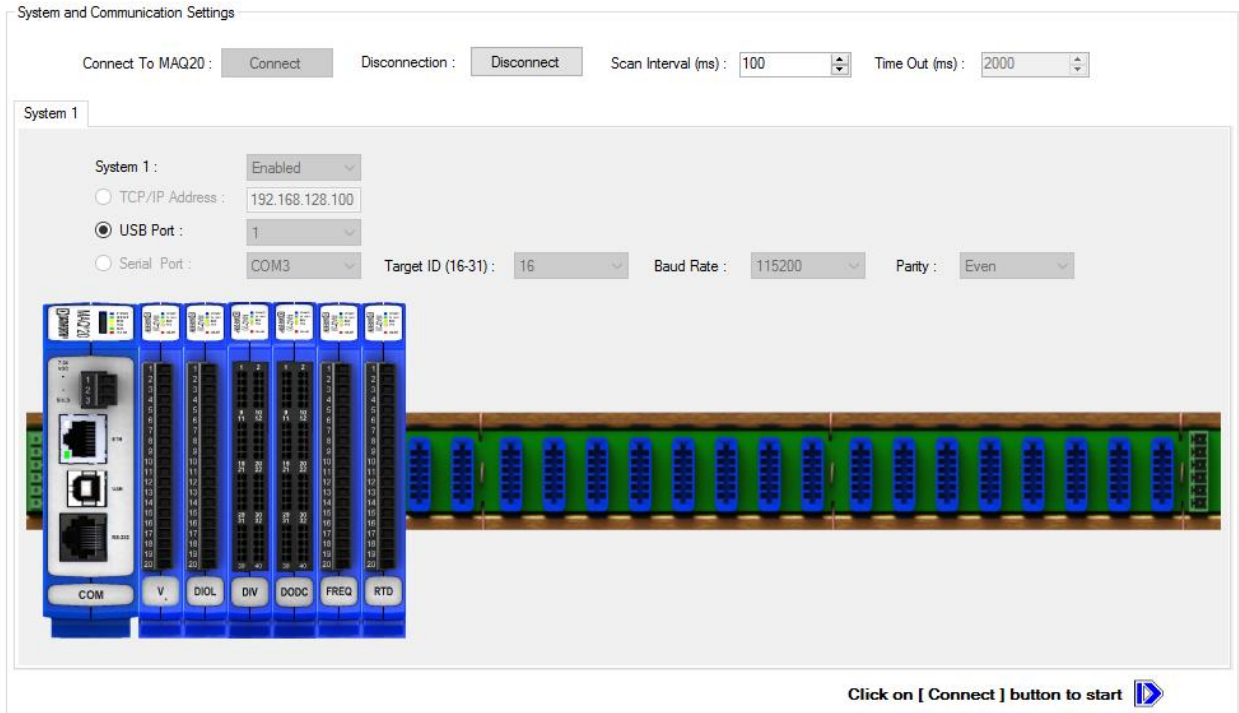 System and Communication Settings
Connect To MAQ20 : Connect Disconnection : Disconnect Scan Interval (ms) : 100 Time Out (ms) : 2000
System 1
System 1 : Enabled
TCP/IP Address : 192.168.128.100
USB Port : 1
Serial Port : COM3 Target ID (16-31) : 16 Baud Rate : 115200 Parity : Even
MAQ20
COM V DIOL DIV DODC FREQ RTD
Click on [ Connect ] button to start